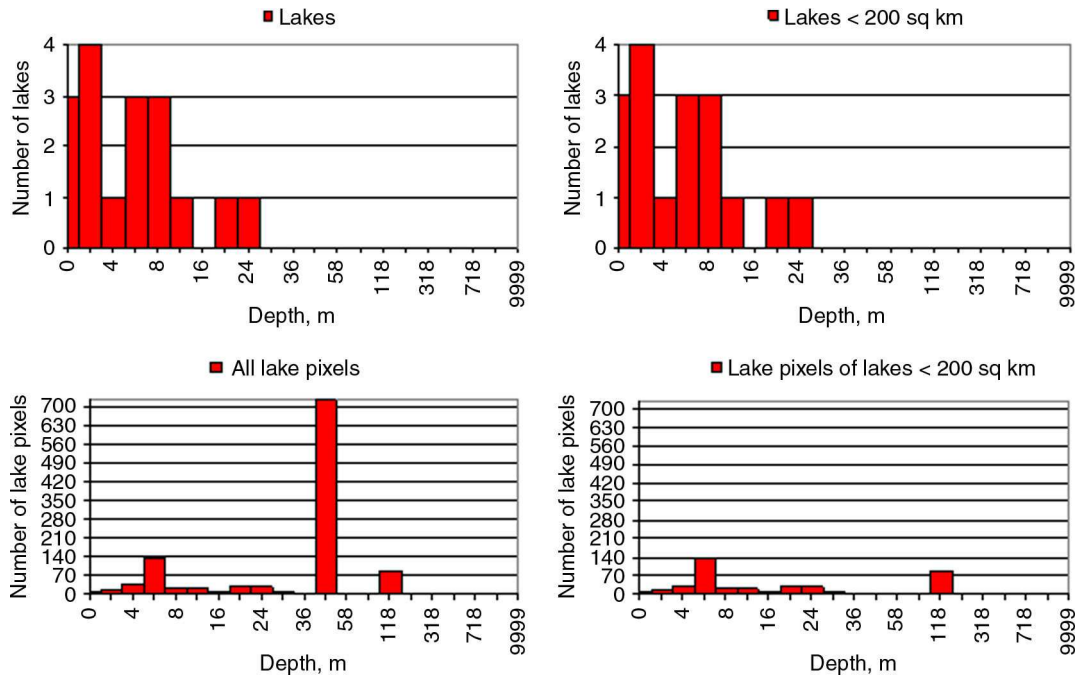 Lakes
4
3
2
1
0
Number of lakes
0 4 8 16 24 36 58 118 318 718 9999
Depth, m
Lakes < 200 sq km
4
3
2
1
0
Number of lakes
0 4 8 16 24 36 58 118 318 718 9999
Depth, m
All lake pixels
700
630
560
490
420
350
280
210
140
70
0
Number of lake pixels
0 4 8 16 24 36 58 118 318 718 9999
Depth, m
Lake pixels of lakes < 200 sq km
700
630
560
490
420
350
280
210
140
70
0
Number of lake pixels
0 4 8 16 24 36 58 118 318 718 9999
Depth, m